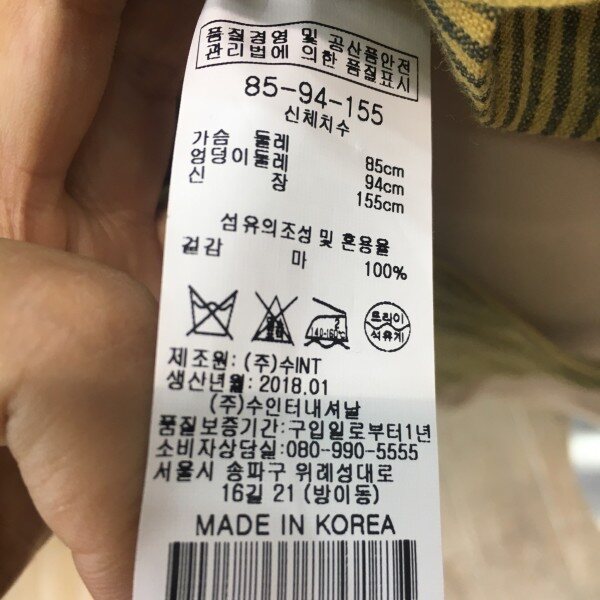 품질경영 및 공산품안전
관리법에 의한 품질표시
85-94-155
신체치수
가슴 둘레 85cm
엉덩이둘레 94cm
신 장 155cm
섬유의조성 및 혼용율
겉감 마 100%
140-160℃
2
드라이
석유계
제조원: (주)수INT
생산년월: 2018.01
(주)수인터내셔날
품질보증기간:구입일로부터1년
소비자상담실:080-990-5555
서울시 송파구 위례성대로
16길 21 (방이동)
MADE IN KOREA